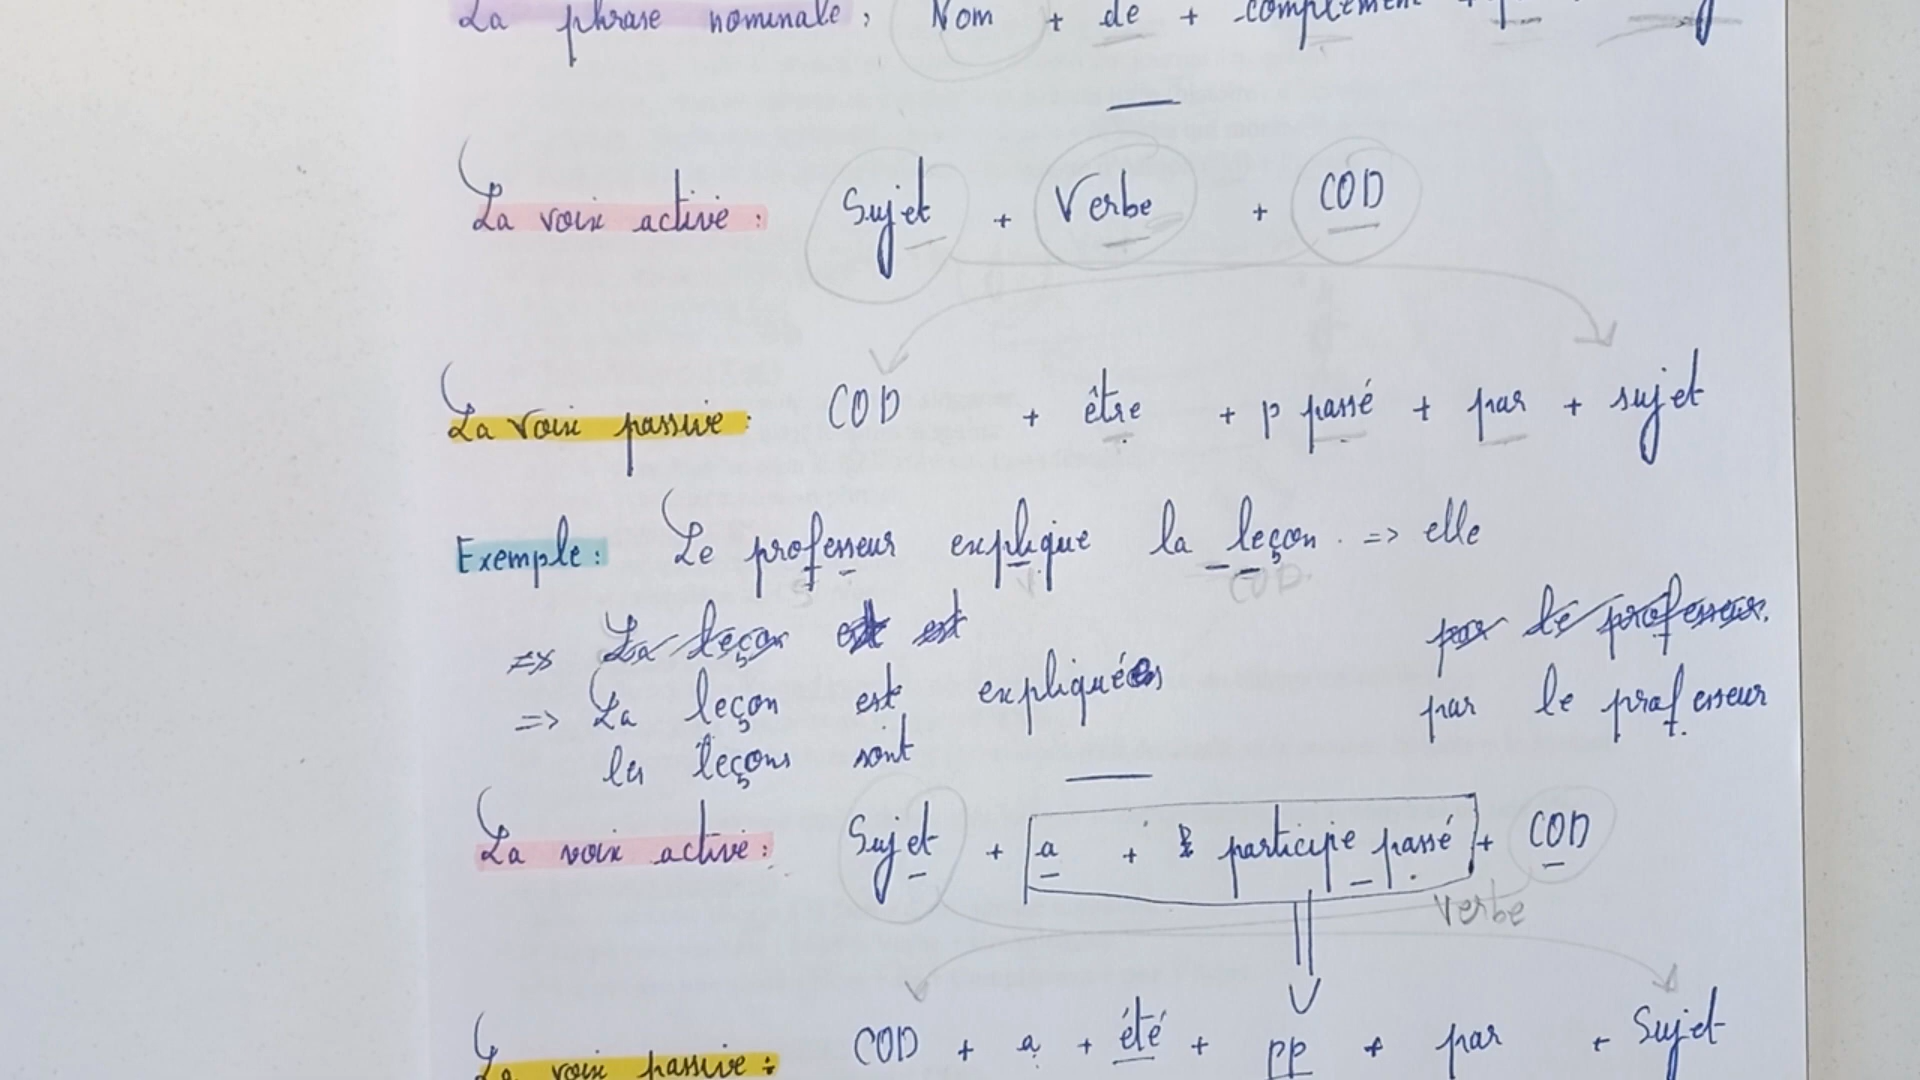 La phrase nominale : Nom + de + complément +
La voix active : Sujet + Verbe + COD
La voix passive : COD + être + p passé + par + sujet
Exemple : Le professeur explique la leçon. => elle
S V COD
=> La leçon est est par le professeur.
=> La leçon est expliquées par le professeur
les leçons sont
La voix active : Sujet + a + participe passé + COD
Verbe
La voix passive : COD + a + été + pp + par + Sujet